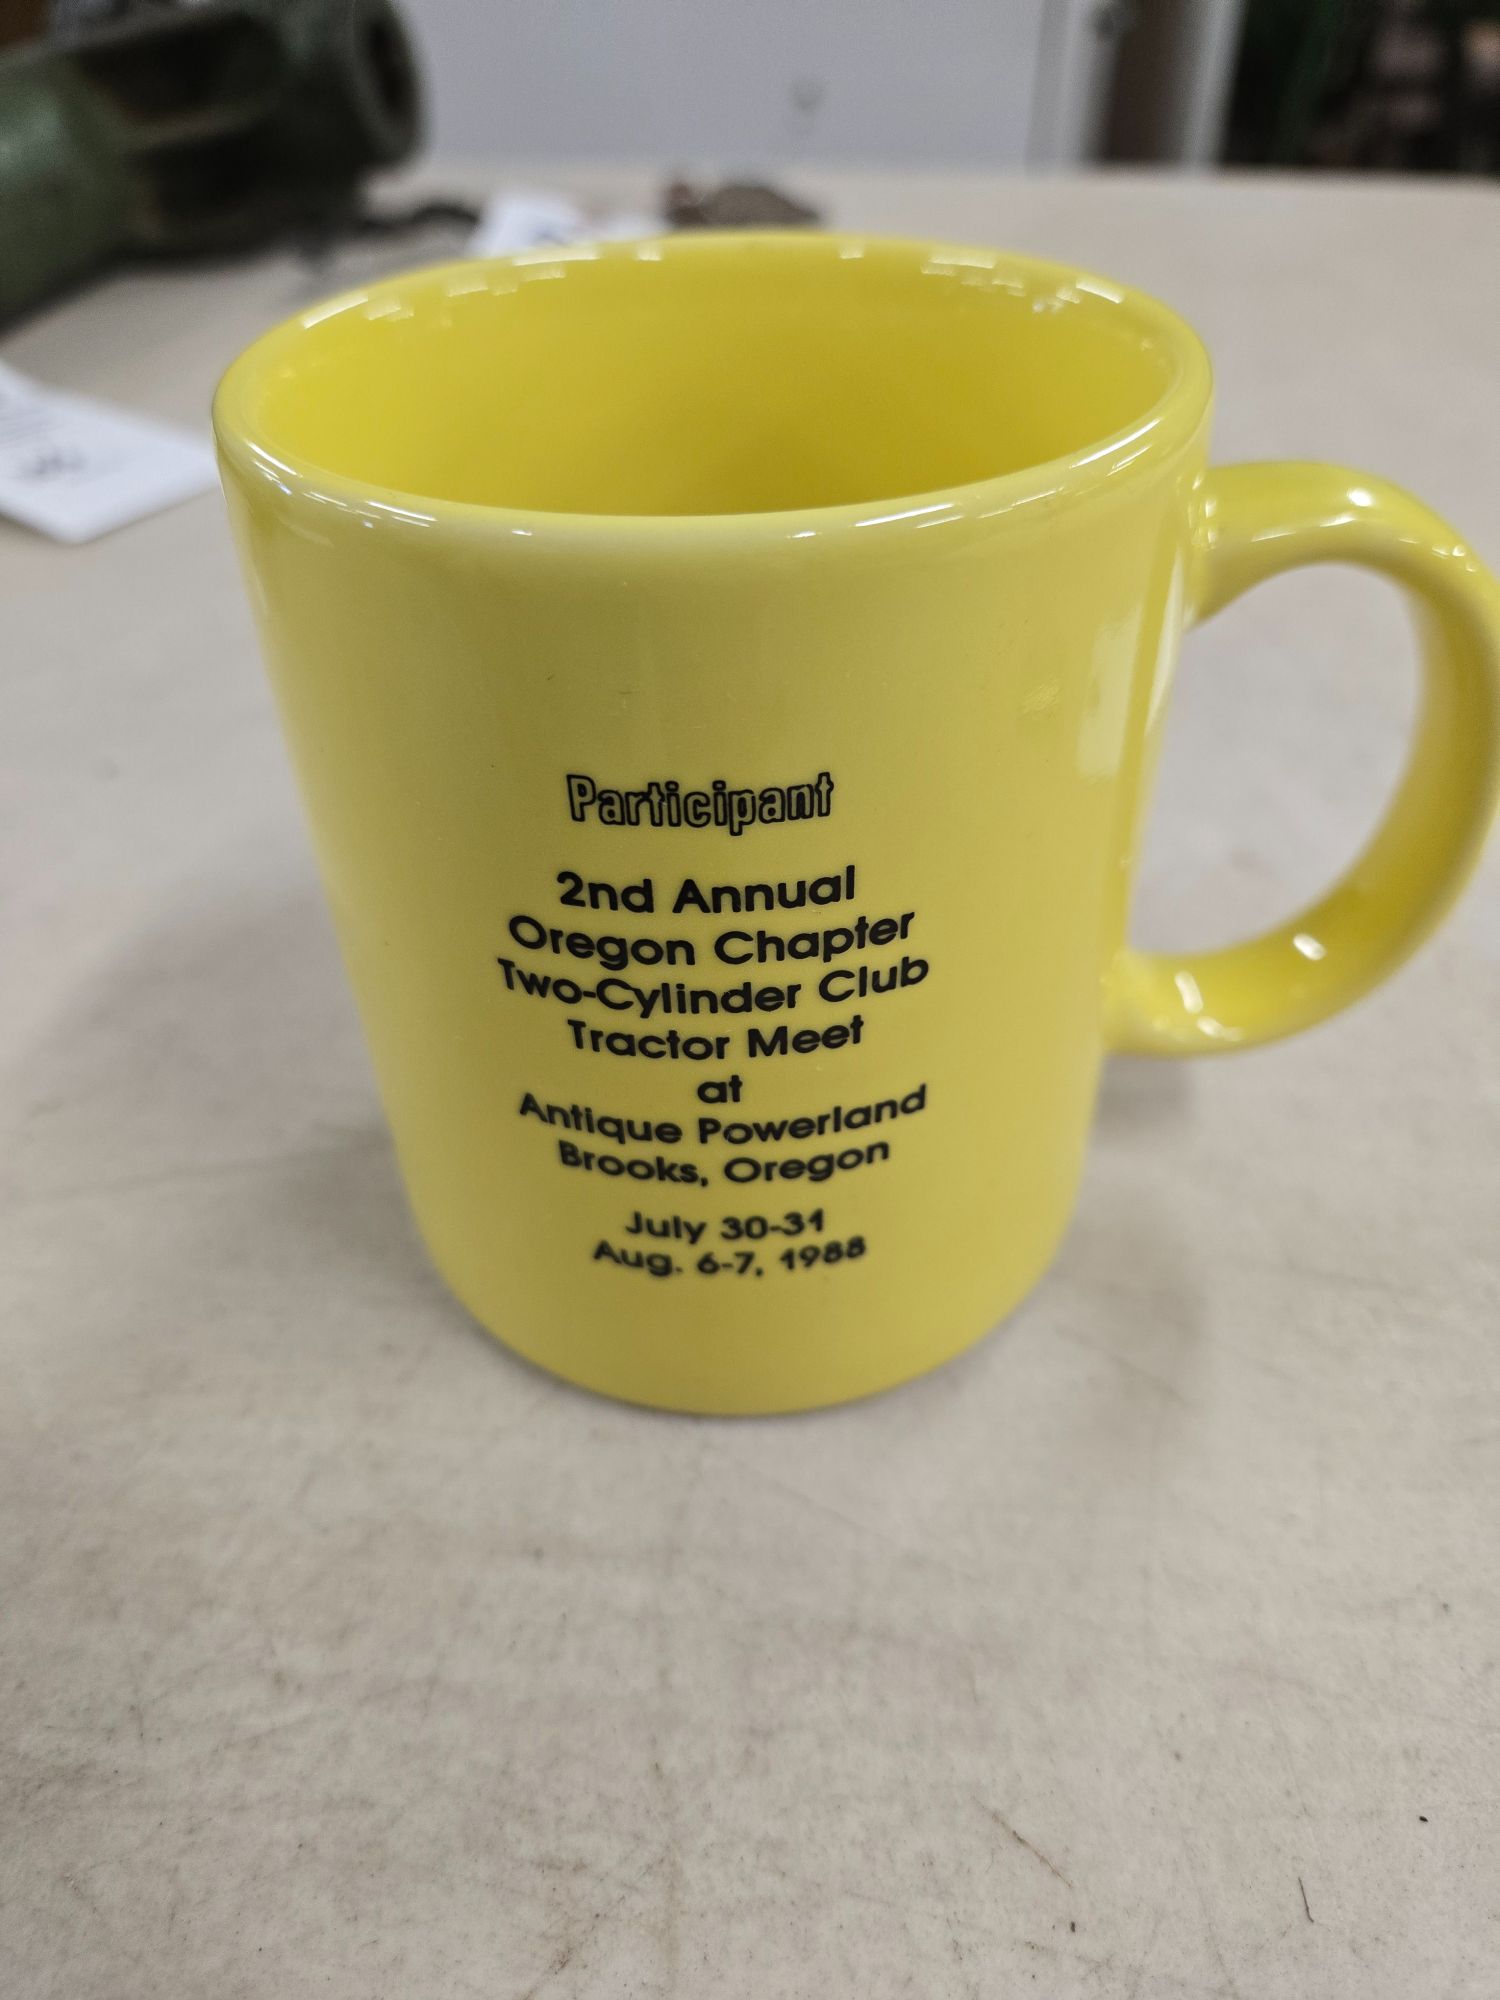 Participant
2nd Annual
Oregon Chapter
Two-Cylinder Club
Tractor Meet
at
Antique Powerland
Brooks, Oregon
July 30-31
Aug. 6-7, 1988